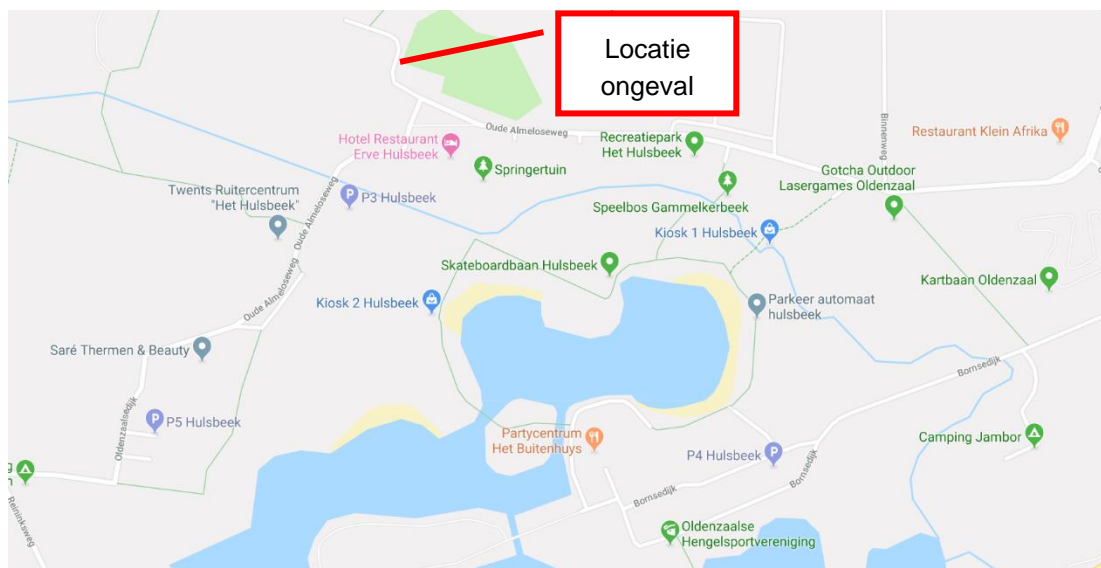 Locatie
ongeval
Oude Almeloseweg
Hotel Restaurant
Erve Hulsbeek
Springertuin
Recreatiepark
Het Hulsbeek
Binnenweg
Restaurant Klein Afrika
Gotcha Outdoor
Lasergames Oldenzaal
Twents Ruitercentrum
"Het Hulsbeek"
P3 Hulsbeek
Oude Almeloseweg
Speelbos Gammelkerbeek
Kiosk 1 Hulsbeek
Skateboardbaan Hulsbeek
Kartbaan Oldenzaal
Kiosk 2 Hulsbeek
Parkeer automaat
hulsbeek
Oude Almeloseweg
Saré Thermen & Beauty
Bornsedijk
P5 Hulsbeek
Oldenzaalsedijk
Partycentrum
Het Buitenhuys
P4 Hulsbeek
Camping Jambor
Bornsedijk
Bornsedijk
Reininksweg
Oldenzaalse
Hengelsportvereniging